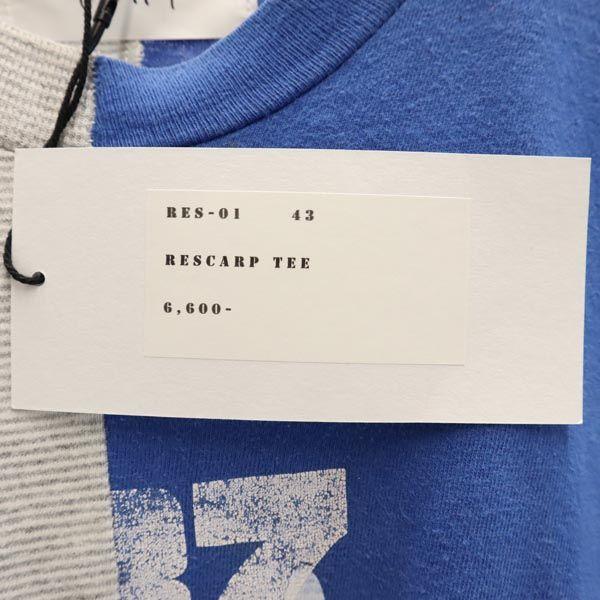 RES-01 43
RESCARP TEE
6,600-